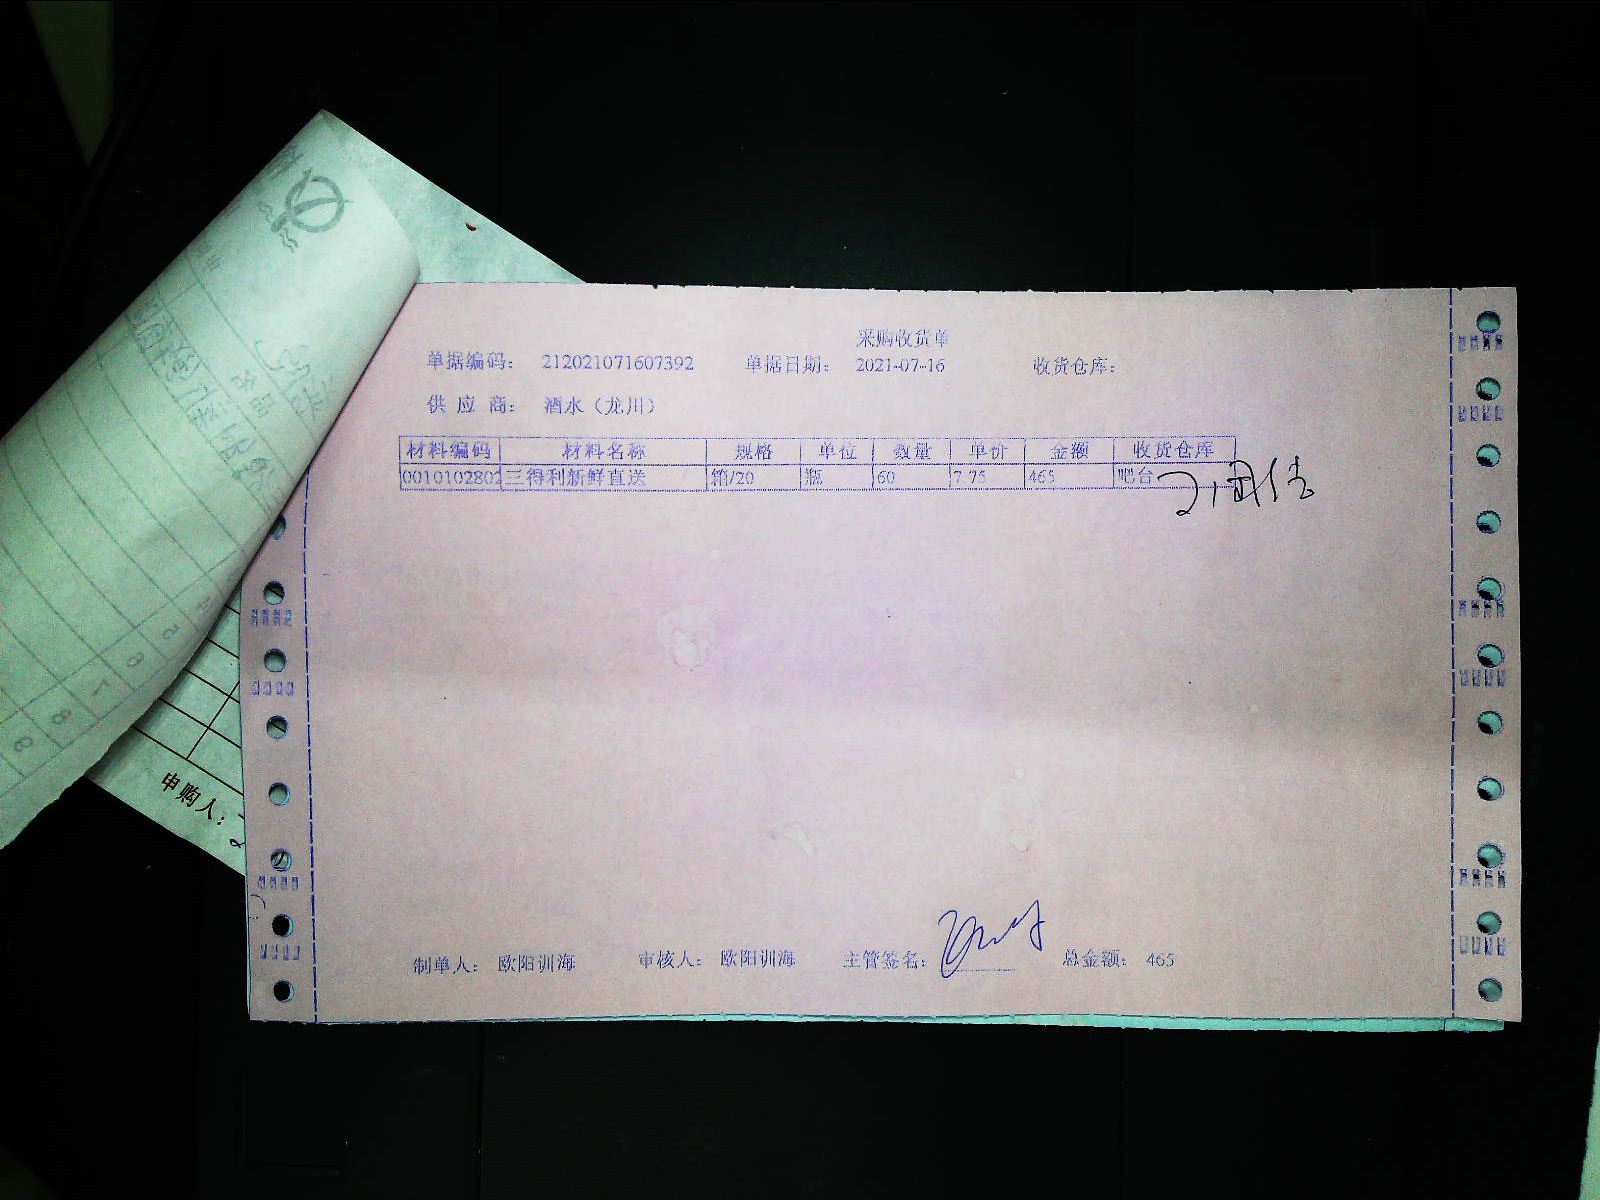 采购收货单
单据编码： 212021071607392 单据日期： 2021-07-16 收货仓库：
供 应 商： 酒水（龙川）
材料编码 材料名称 规格 单位 数量 单价 金额 收货仓库
0010102802 三得利新鲜直送 箱/20 瓶 60 7.75 465 吧台
申购人：
制单人： 欧阳训海 审核人： 欧阳训海 主管签名： 总金额： 465